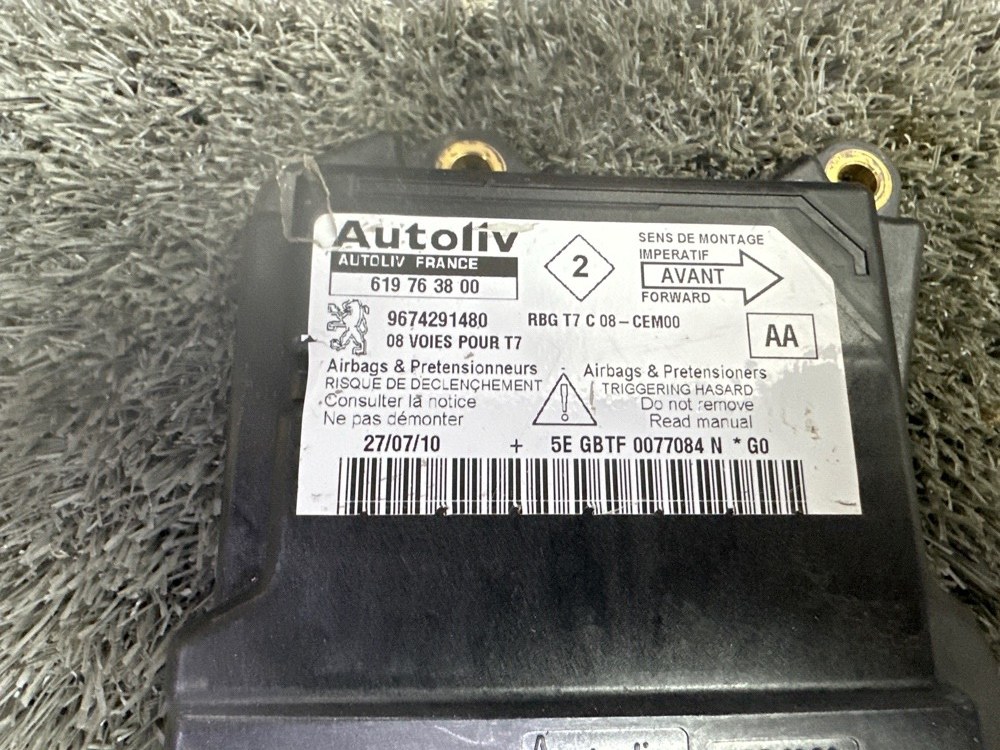 Autoliv
AUTOLIV FRANCE
619 76 38 00
2
SENS DE MONTAGE
IMPERATIF
AVANT
FORWARD
9674291480 RBG T7 C 08-CEM00
08 VOIES POUR T7
AA
Airbags & Pretensionneurs
RISQUE DE DECLENCHEMENT
Consulter la notice
Ne pas démonter
!
Airbags & Pretensioners
TRIGGERING HASARD
Do not remove
Read manual
27/07/10 + 5E GBTF 0077084 N *G0